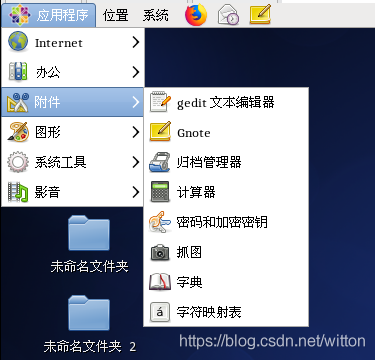 应用程序 位置 系统
Internet
办公
附件
图形
系统工具
影音
gedit 文本编辑器
Gnote
归档管理器
计算器
密码和加密密钥
抓图
字典
á 字符映射表
未命名文件夹
未命名文件夹 2
https://blog.csdn.net/witton